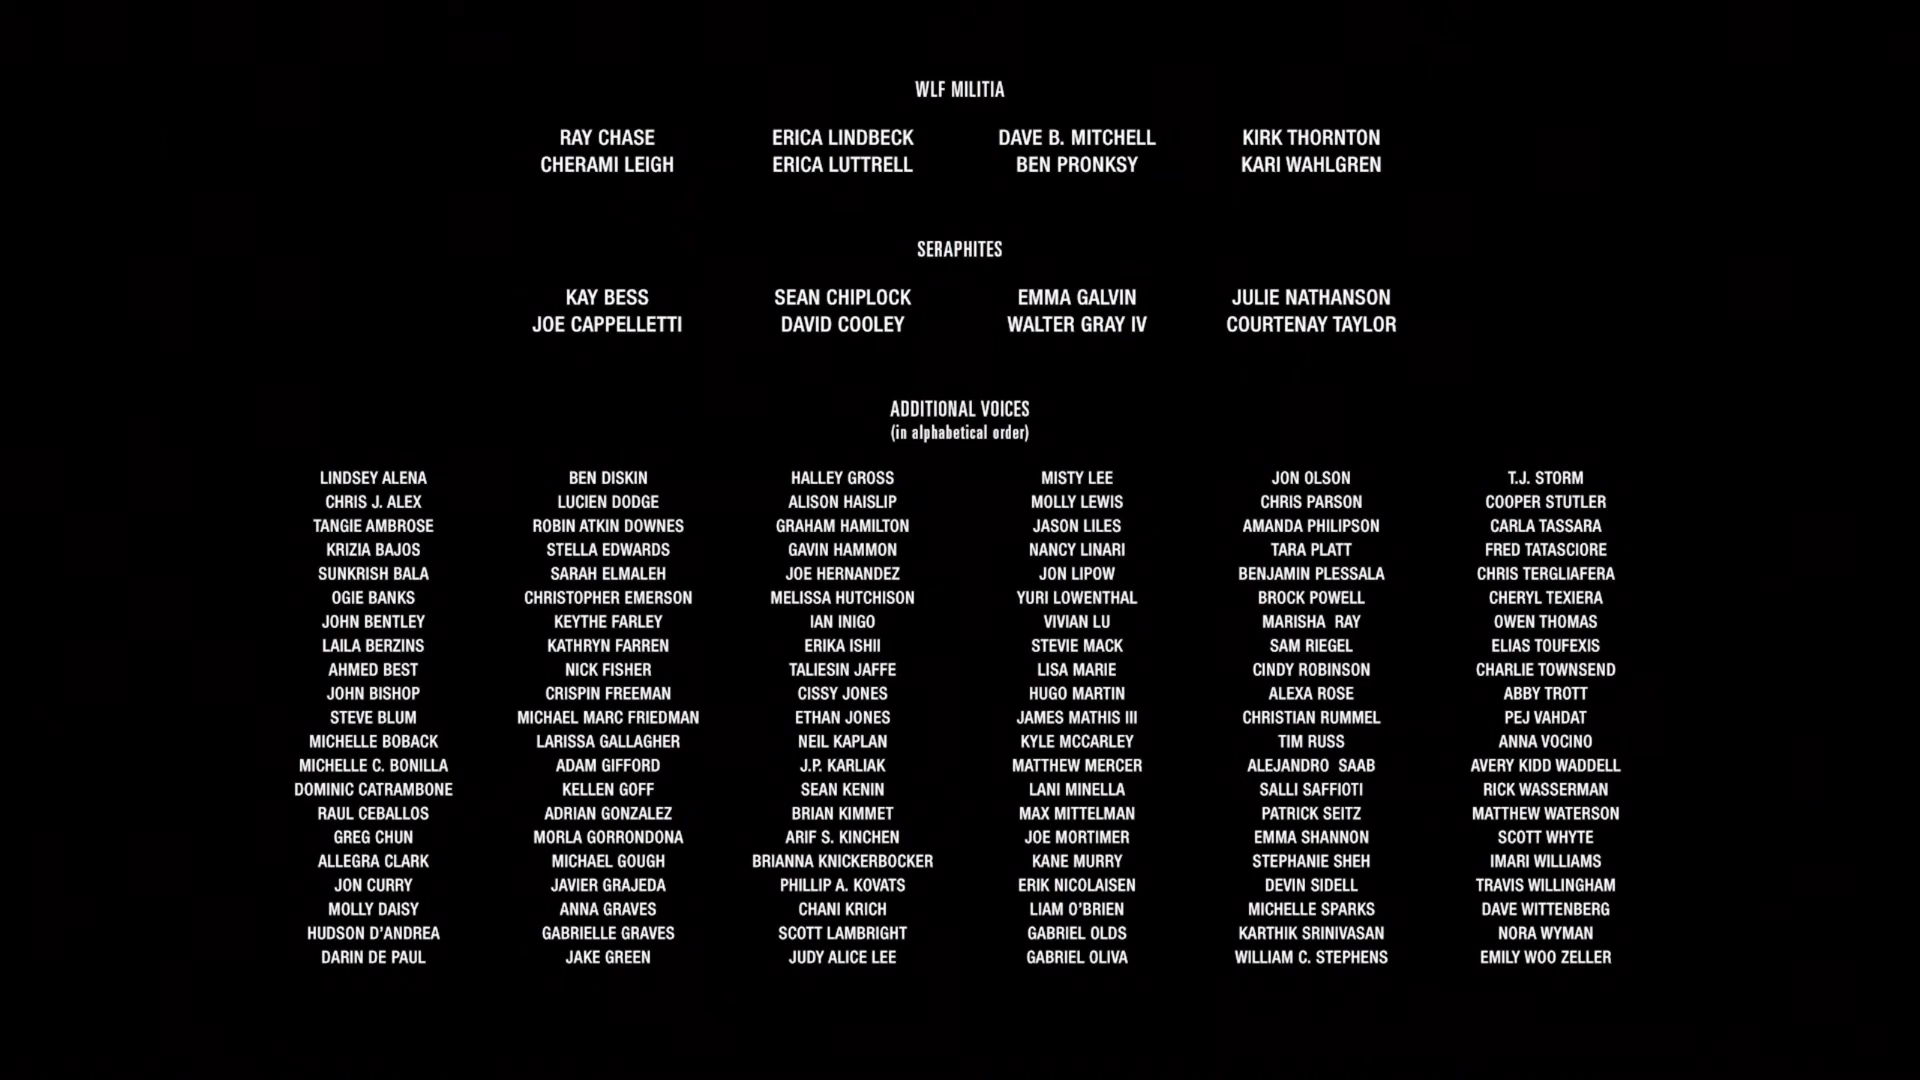 WLF MILITIA
RAY CHASE ERICA LINDBECK DAVE B. MITCHELL KIRK THORNTON
CHERAMI LEIGH ERICA LUTTRELL BEN PRONKSY KARI WAHLGREN
SERAPHITES
KAY BESS SEAN CHIPLOCK EMMA GALVIN JULIE NATHANSON
JOE CAPPELLETTI DAVID COOLEY WALTER GRAY IV COURTENAY TAYLOR
ADDITIONAL VOICES
(in alphabetical order)
LINDSEY ALENA BEN DISKIN HALLEY GROSS MISTY LEE JON OLSON T.J. STORM
CHRIS J. ALEX LUCIEN DODGE ALISON HAISLIP MOLLY LEWIS CHRIS PARSON COOPER STUTLER
TANGIE AMBROSE ROBIN ATKIN DOWNES GRAHAM HAMILTON JASON LILES AMANDA PHILIPSON CARLA TASSARA
KRIZIA BAJOS STELLA EDWARDS GAVIN HAMMON NANCY LINARI TARA PLATT FRED TATASCIORE
SUNKRISH BALA SARAH ELMALEH JOE HERNANDEZ JON LIPOW BENJAMIN PLESSALA CHRIS TERGLIAFERA
OGIE BANKS CHRISTOPHER EMERSON MELISSA HUTCHISON YURI LOWENTHAL BROCK POWELL CHERYL TEXIERA
JOHN BENTLEY KEYTHE FARLEY IAN INIGO VIVIAN LU MARISHA RAY OWEN THOMAS
LAILA BERZINS KATHRYN FARREN ERIKA ISHII STEVIE MACK SAM RIEGEL ELIAS TOUFEXIS
AHMED BEST NICK FISHER TALIESIN JAFFE LISA MARIE CINDY ROBINSON CHARLIE TOWNSEND
JOHN BISHOP CRISPIN FREEMAN CISSY JONES HUGO MARTIN ALEXA ROSE ABBY TROTT
STEVE BLUM MICHAEL MARC FRIEDMAN ETHAN JONES JAMES MATHIS III CHRISTIAN RUMMEL PEJ VAHDAT
MICHELLE BOBACK LARISSA GALLAGHER NEIL KAPLAN KYLE MCCARLEY TIM RUSS ANNA VOCINO
MICHELLE C. BONILLA ADAM GIFFORD J.P. KARLIAK MATTHEW MERCER ALEJANDRO SAAB AVERY KIDD WADDELL
DOMINIC CATRAMBONE KELLEN GOFF SEAN KENIN LANI MINELLA SALLI SAFFIOTI RICK WASSERMAN
RAUL CEBALLOS ADRIAN GONZALEZ BRIAN KIMMET MAX MITTELMAN PATRICK SEITZ MATTHEW WATERSON
GREG CHUN MORLA GORRONDONA ARIF S. KINCHEN JOE MORTIMER EMMA SHANNON SCOTT WHYTE
ALLEGRA CLARK MICHAEL GOUGH BRIANNA KNICKERBOCKER KANE MURRY STEPHANIE SHEH IMARI WILLIAMS
JON CURRY JAVIER GRAJEDA PHILLIP A. KOVATS ERIK NICOLAISEN DEVIN SIDELL TRAVIS WILLINGHAM
MOLLY DAISY ANNA GRAVES CHANI KRICH LIAM O'BRIEN MICHELLE SPARKS DAVE WITTENBERG
HUDSON D'ANDREA GABRIELLE GRAVES SCOTT LAMBRIGHT GABRIEL OLDS KARTHIK SRINIVASAN NORA WYMAN
DARIN DE PAUL JAKE GREEN JUDY ALICE LEE GABRIEL OLIVA WILLIAM C. STEPHENS EMILY WOO ZELLER